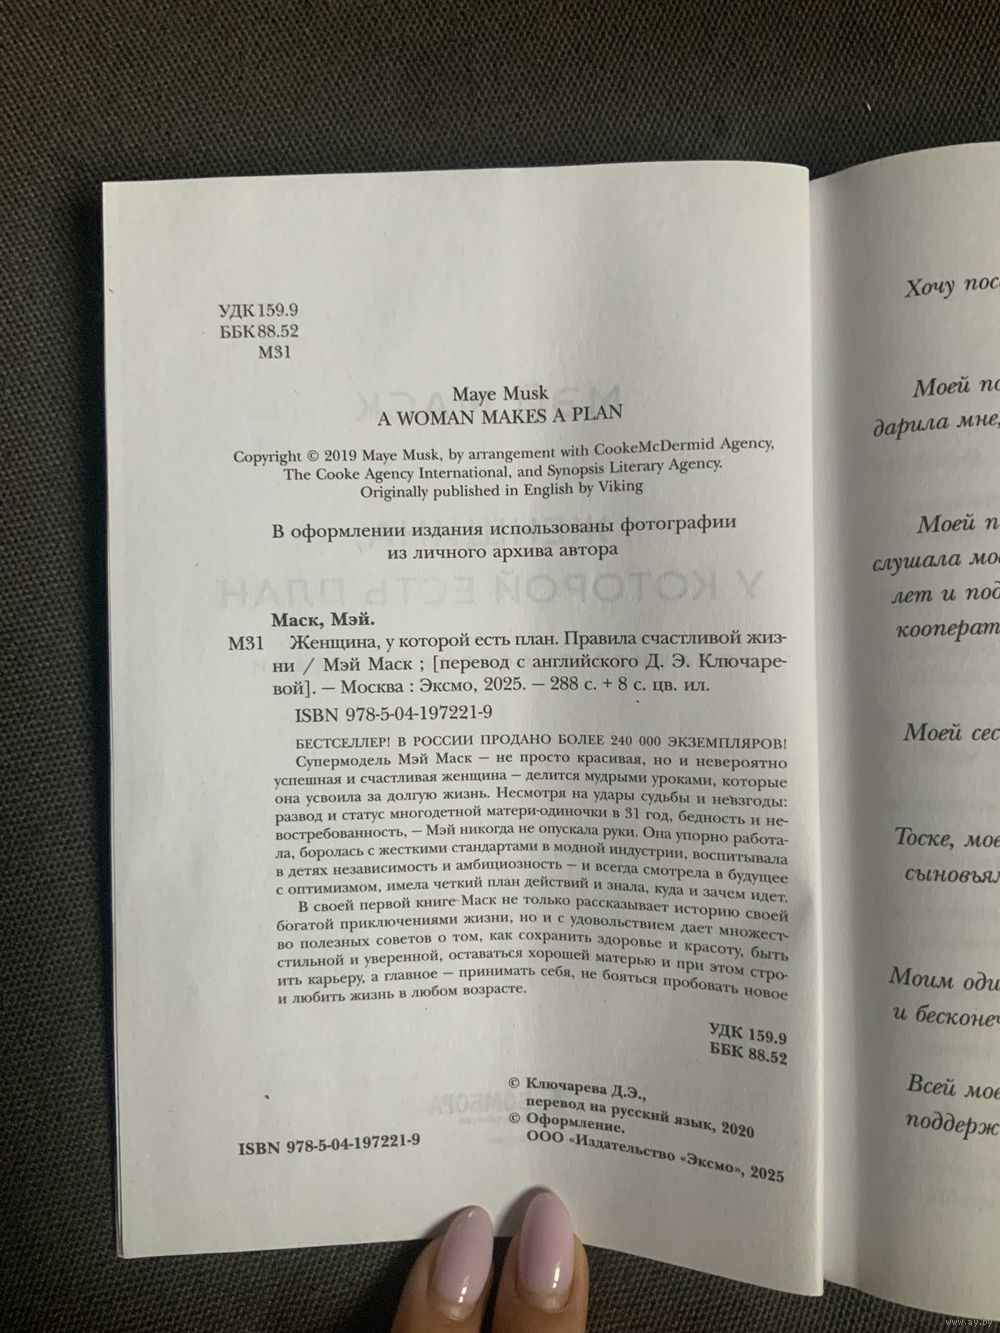 УДК 159.9
ББК 88.52
М31
Maye Musk
A WOMAN MAKES A PLAN
Copyright © 2019 Maye Musk, by arrangement with CookeMcDermid Agency,
The Cooke Agency International, and Synopsis Literary Agency.
Originally published in English by Viking
В оформлении издания использованы фотографии
из личного архива автора
Маск, Мэй.
М31 Женщина, у которой есть план. Правила счастливой жиз-
ни / Мэй Маск ; [перевод с английского Д. Э. Ключаре-
вой]. — Москва : Эксмо, 2025. — 288 с. + 8 с. цв. ил.
ISBN 978-5-04-197221-9
БЕСТСЕЛЛЕР! В РОССИИ ПРОДАНО БОЛЕЕ 240 000 ЭКЗЕМПЛЯРОВ!
Супермодель Мэй Маск — не просто красивая, но и невероятно
успешная и счастливая женщина — делится мудрыми уроками, которые
она усвоила за долгую жизнь. Несмотря на удары судьбы и невзгоды:
развод и статус многодетной матери-одиночки в 31 год, бедность и не-
востребованность, — Мэй никогда не опускала руки. Она упорно работа-
ла, боролась с жесткими стандартами в модной индустрии, воспитывала
в детях независимость и амбициозность — и всегда смотрела в будущее
с оптимизмом, имела четкий план действий и знала, куда и зачем идет.
В своей первой книге Маск не только рассказывает историю своей
богатой приключениями жизни, но и с удовольствием дает множест-
во полезных советов о том, как сохранить здоровье и красоту, быть
стильной и уверенной, оставаться хорошей матерью и при этом стро-
ить карьеру, а главное — принимать себя, не бояться пробовать новое
и любить жизнь в любом возрасте.
УДК 159.9
ББК 88.52
© Ключарева Д.Э.,
перевод на русский язык, 2020
© Оформление.
ООО «Издательство «Эксмо», 2025
ISBN 978-5-04-197221-9
Хочу пос
Моей по
дарила мне,
Моей п
слушала мо
лет и под
кооперат
Моей сес
Тоске, мое
сыновьял
Моим оди
и бесконеч
Всей мое
поддерж
www.ay.by